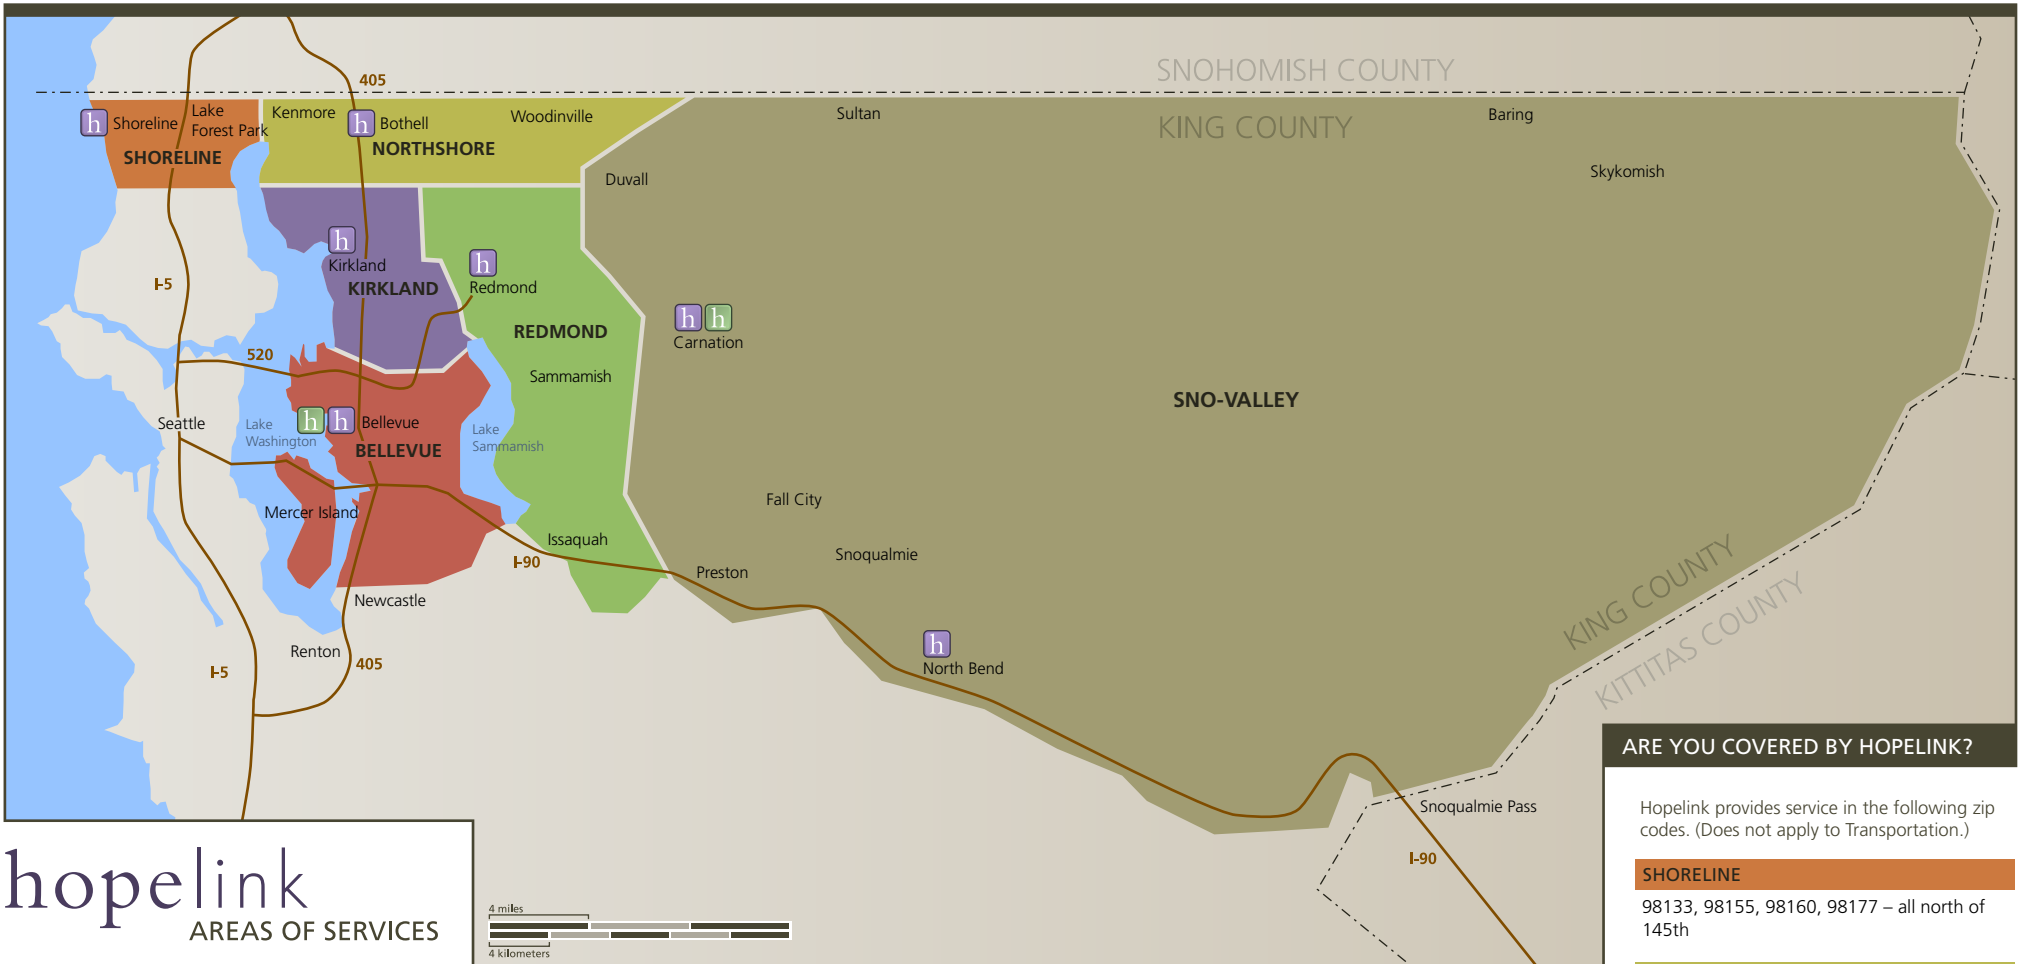 SNOHOMISH COUNTY
405
Lake
Forest Park
Kenmore
h
Shoreline
h
Bothell
Woodinville
Sultan
KING COUNTY
Baring
SHORELINE
NORTHSHORE
Duvall
Skykomish
h
Kirkland
h
Redmond
I-5
KIRKLAND
h h
Carnation
REDMOND
520
Sammamish
SNO-VALLEY
Seattle
Lake
Washington
h h
Bellevue
BELLEVUE
Lake
Sammamish
Mercer Island
Fall City
Issaquah
I-90
Snoqualmie
Preston
Newcastle
KING COUNTY
KITTITAS COUNTY
Renton
I-5
405
h
North Bend
Snoqualmie Pass
I-90
ARE YOU COVERED BY HOPELINK?
Hopelink provides service in the following zip
codes. (Does not apply to Transportation.)
SHORELINE
98133, 98155, 98160, 98177 – all north of
145th
hopelink
AREAS OF SERVICES
4 miles
4 kilometers